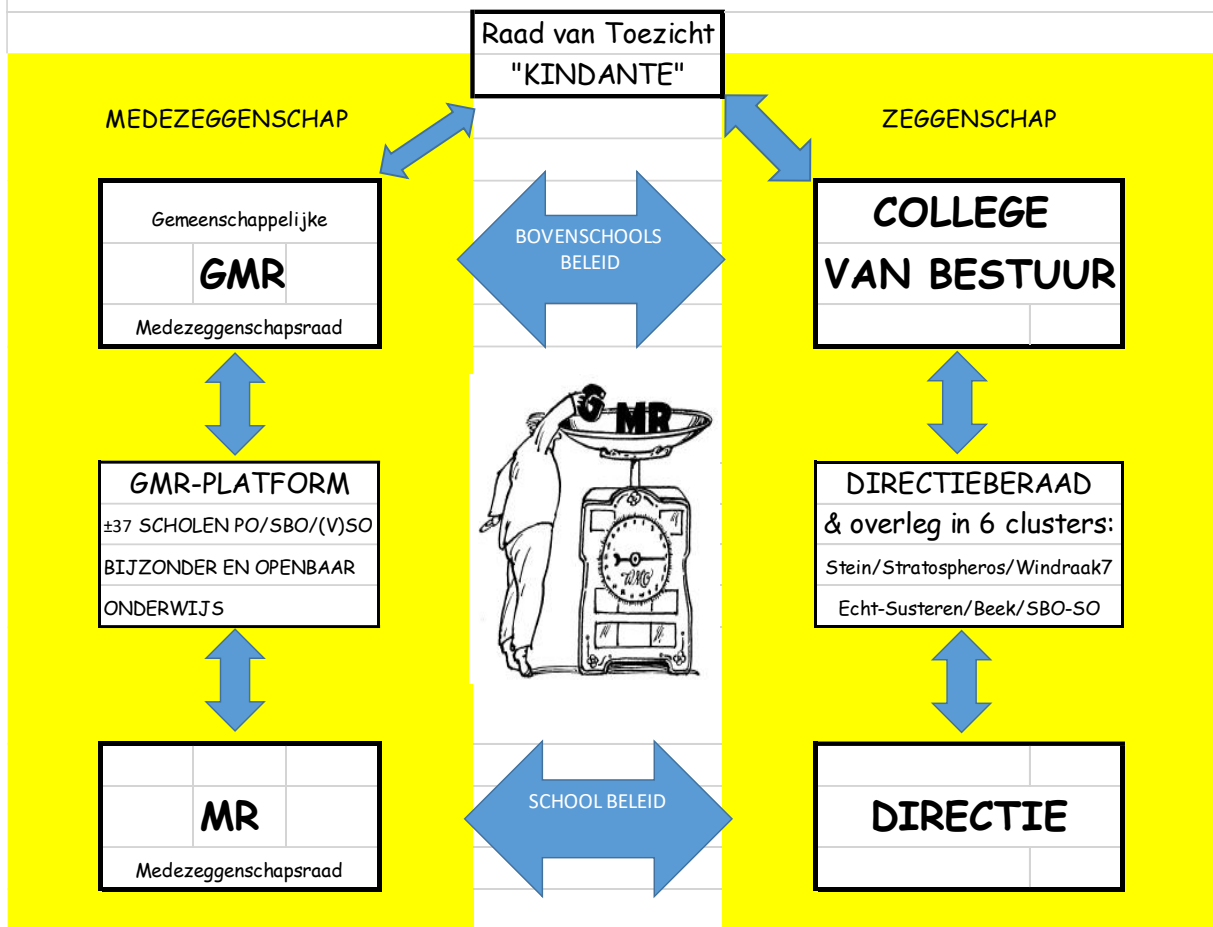 Raad van Toezicht
"KINDANTE"
MEDEZEGGENSCHAP
ZEGGENSCHAP
Gemeenschappelijke
GMR
Medezeggenschapsraad
BOVENSCHOOLS
BELEID
COLLEGE
VAN BESTUUR
GMR-PLATFORM
±37 SCHOLEN PO/SBO/(V)SO
BIJZONDER EN OPENBAAR
ONDERWIJS
G MR
WMO
DIRECTIEBERAAD
& overleg in 6 clusters:
Stein/Stratospheros/Windraak7
Echt-Susteren/Beek/SBO-SO
MR
Medezeggenschapsraad
SCHOOL BELEID
DIRECTIE